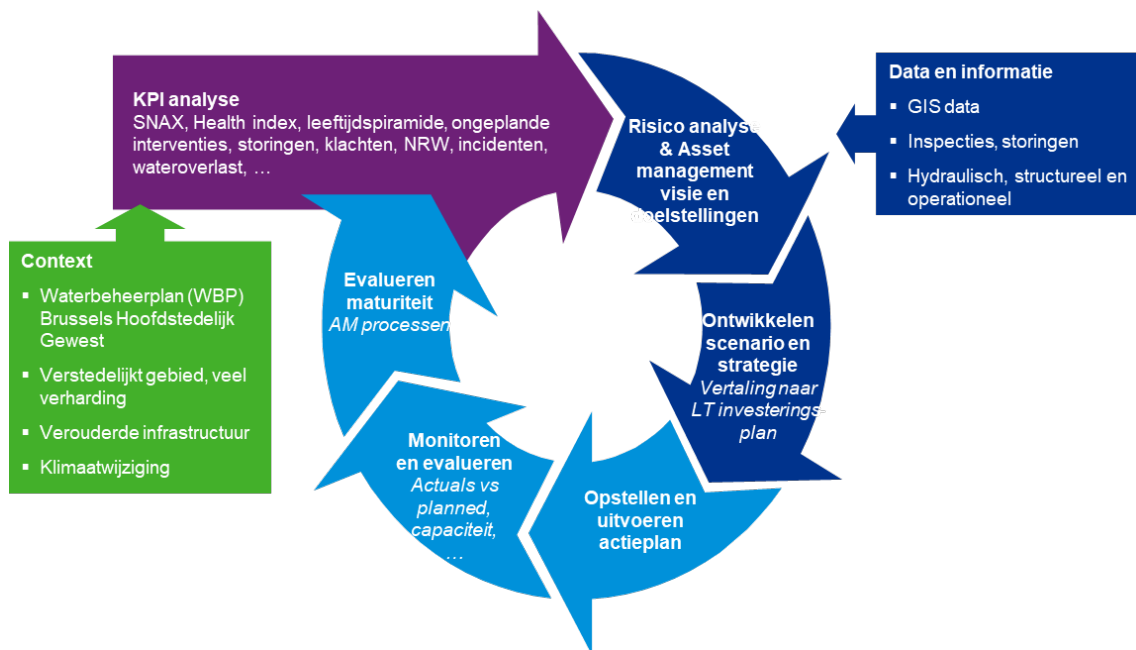 KPI analyse
SNAX, Health index, leeftijdspiramide, ongeplande
interventies, storingen, klachten, NRW, incidenten,
wateroverlast, …
Risico analyse
& Asset
management
visie en
doelstellingen
Data en informatie
▪ GIS data
▪ Inspecties, storingen
▪ Hydraulisch, structureel en
operationeel
Context
▪ Waterbeheerplan (WBP)
Brussels Hoofdstedelijk
Gewest
▪ Verstedelijkt gebied, veel
verharding
▪ Verouderde infrastructuur
▪ Klimaatwijziging
Ontwikkelen
scenario en
strategie
Vertaling naar
LT investerings-
plan
Opstellen en
uitvoeren
actieplan
Monitoren
en evalueren
Actuals vs
planned,
capaciteit,
…
Evalueren
maturiteit
AM processen